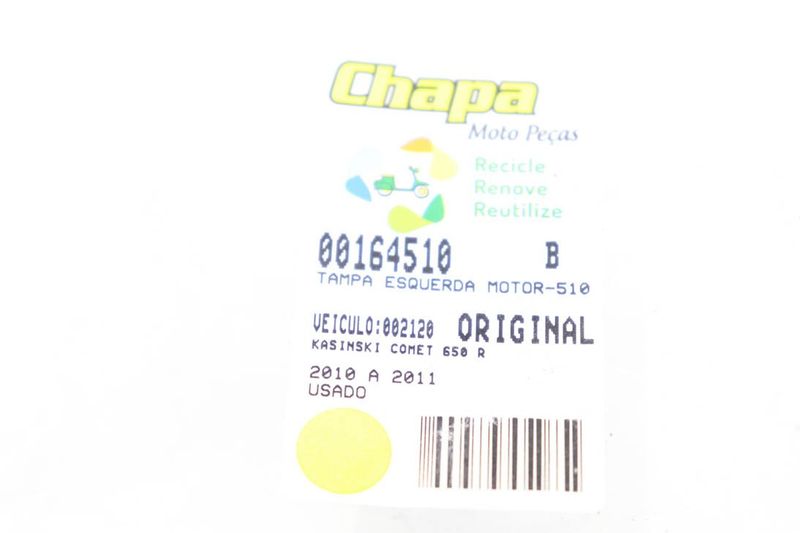 Chapa
Moto Peças
Recicle
Renove
Reutilize
00164510 B
TAMPA ESQUERDA MOTOR-510
VEICULO:002120 ORIGINAL
KASINSKI COMET 650 R
2010 A 2011
USADO